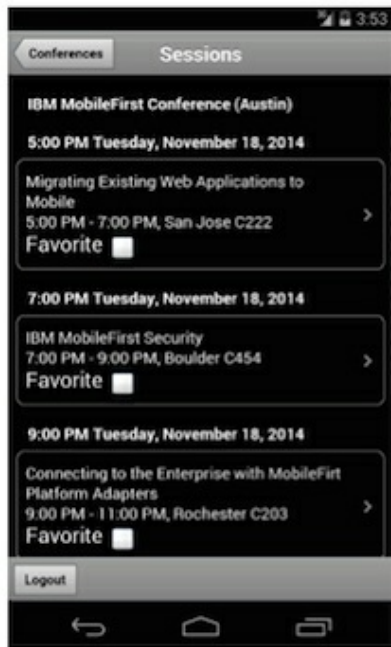 3:53
Conferences
Sessions
IBM MobileFirst Conference (Austin)
5:00 PM Tuesday, November 18, 2014
Migrating Existing Web Applications to
Mobile
5:00 PM - 7:00 PM, San Jose C222
Favorite
7:00 PM Tuesday, November 18, 2014
IBM MobileFirst Security
7:00 PM - 9:00 PM, Boulder C454
Favorite
9:00 PM Tuesday, November 18, 2014
Connecting to the Enterprise with MobileFirt
Platform Adapters
9:00 PM - 11:00 PM, Rochester C203
Favorite
Logout